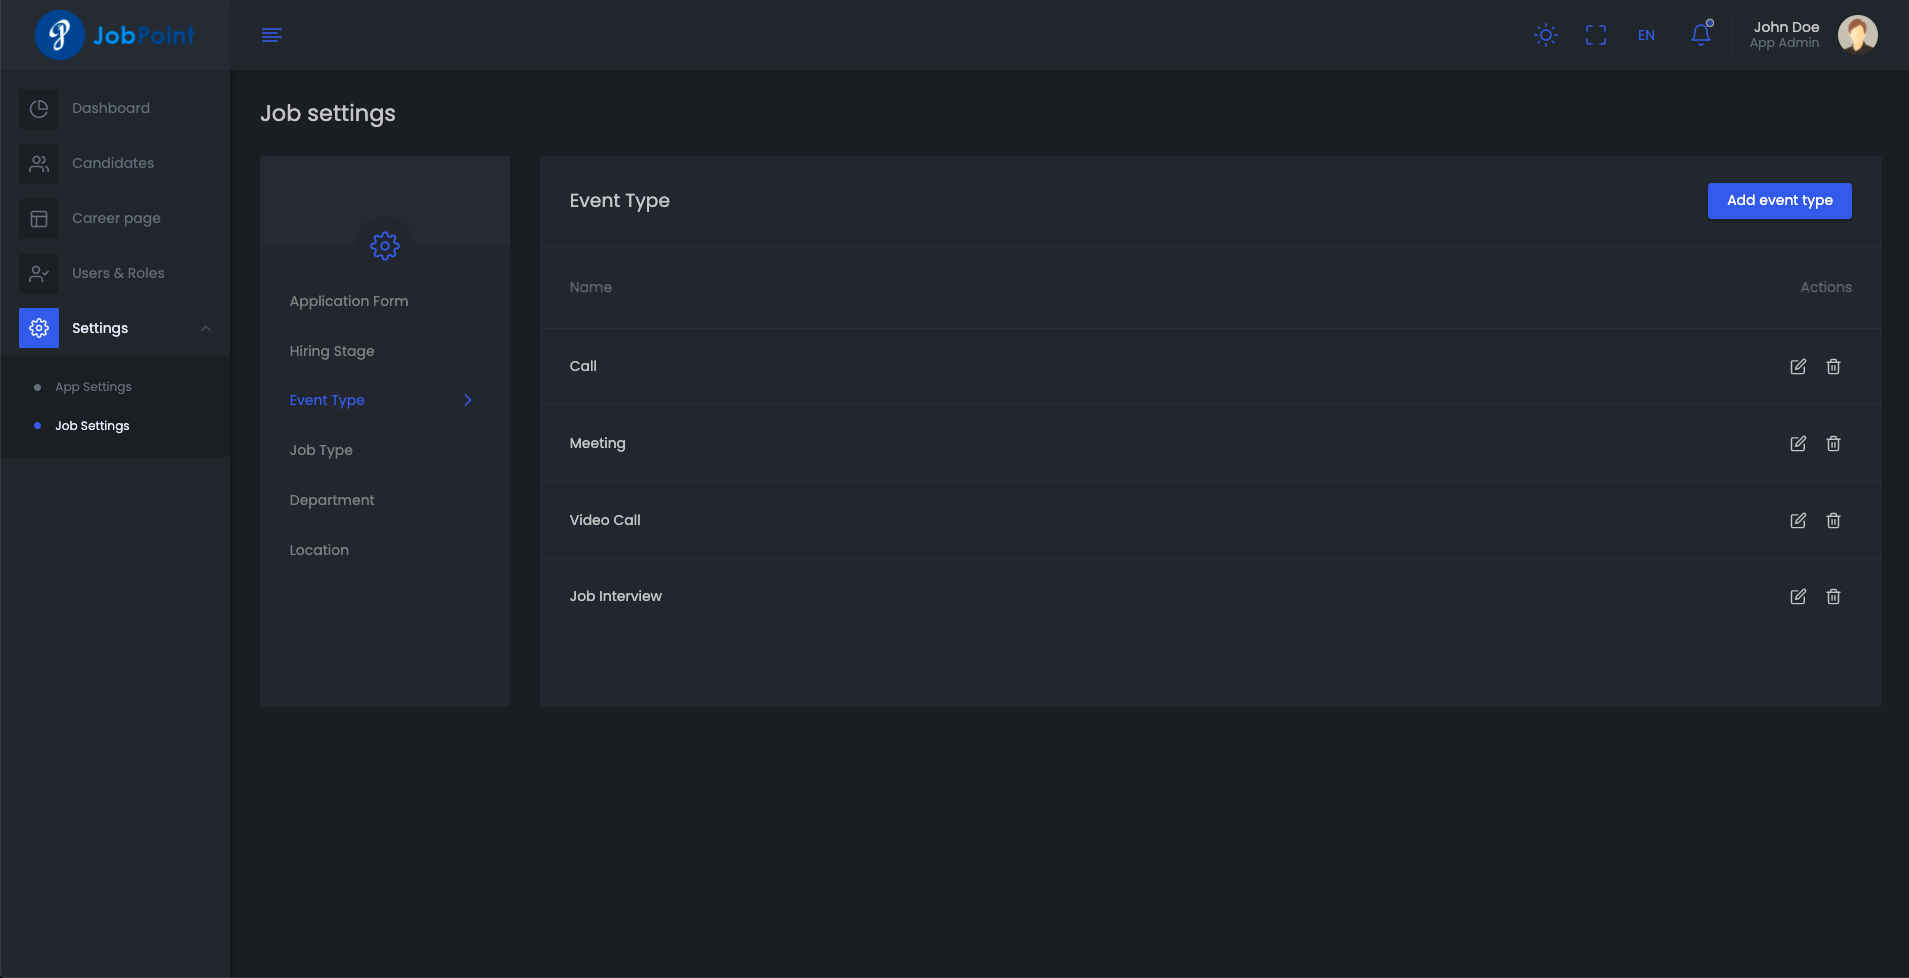 JobPoint
EN
John Doe
App Admin
Dashboard
Candidates
Career page
Users & Roles
Settings
App Settings
Job Settings
Job settings
Application Form
Hiring Stage
Event Type
Job Type
Department
Location
Event Type
Add event type
Name Actions
Call
Meeting
Video Call
Job Interview